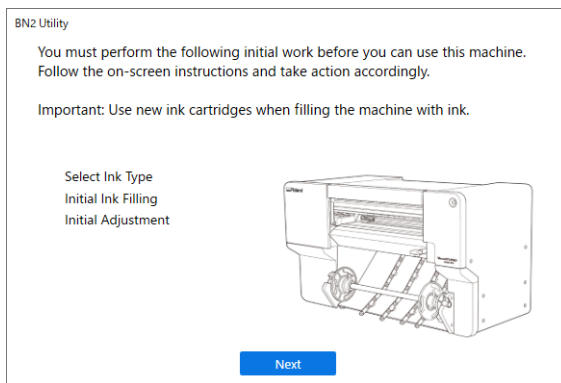 BN2 Utility
You must perform the following initial work before you can use this machine.
Follow the on-screen instructions and take action accordingly.
Important: Use new ink cartridges when filling the machine with ink.
Select Ink Type
Initial Ink Filling
Initial Adjustment
Roland
Next